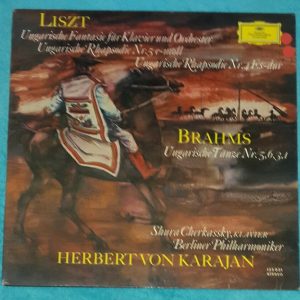 LISZT
Ungarische Fantasie für Klavier und Orchester
Ungarische Rhapsodie Nr. 5 e-moll
Ungarische Rhapsodie Nr. 4 Es-dur
BRAHMS
Ungarische Tänze Nr. 5, 6, 3, 1
Shura Cherkassky, KLAVIER
Berliner Philharmoniker
HERBERT VON KARAJAN
STEREO